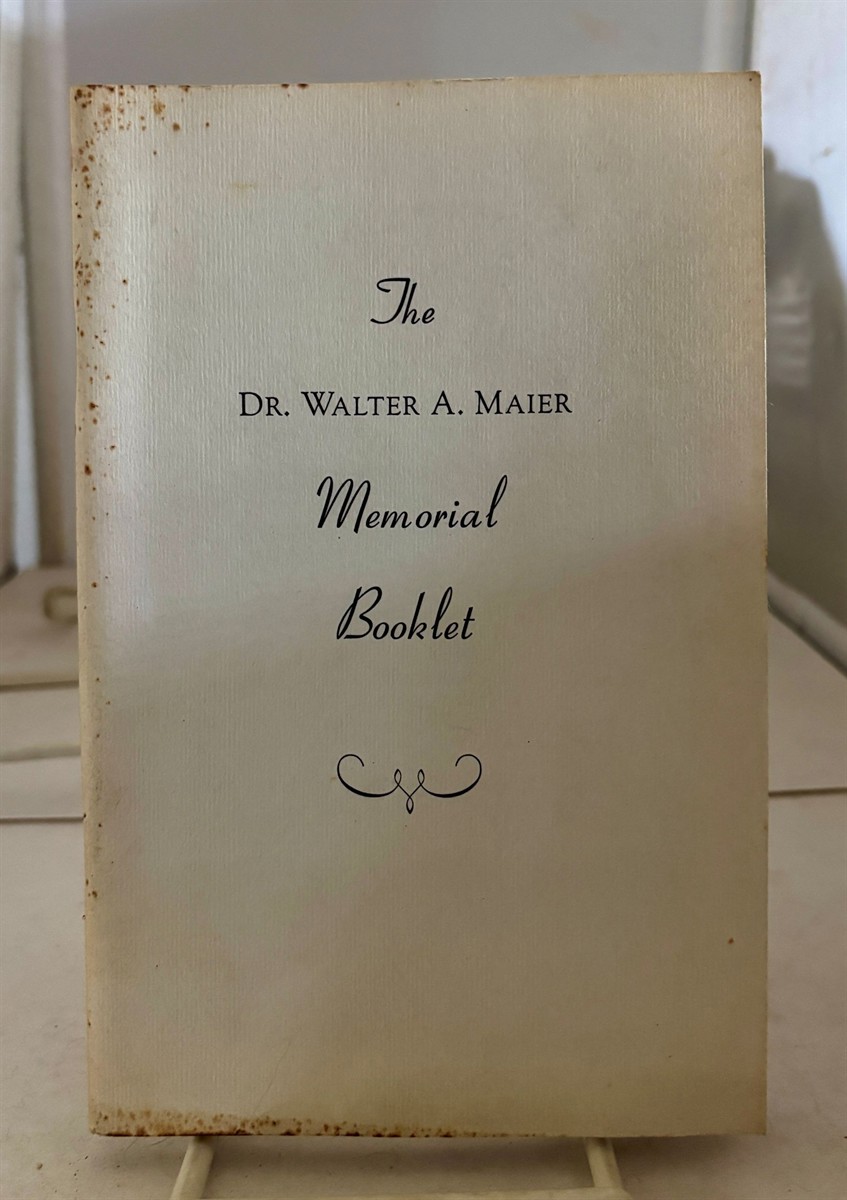 The
DR. WALTER A. MAIER
Memorial
Booklet